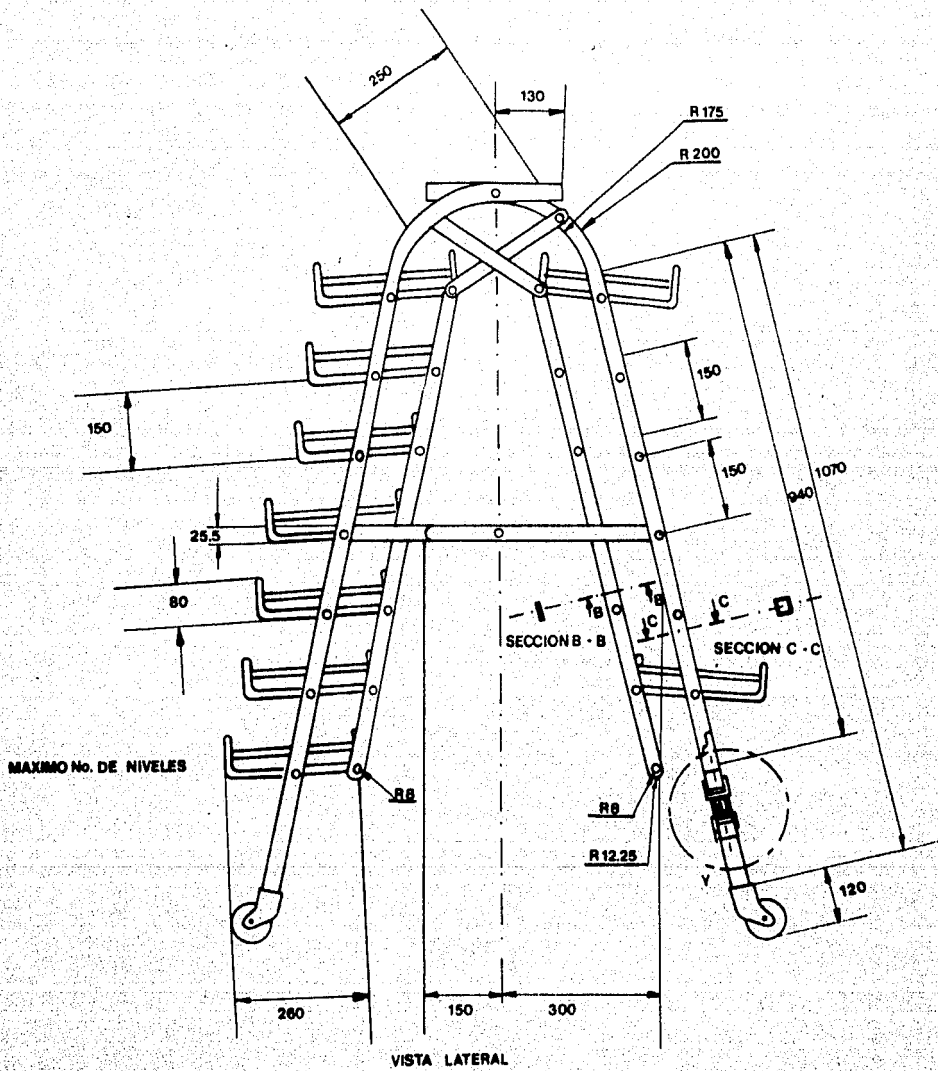 250
130
R 175
R 200
150
150
150
1070
940
25.5
80
B
B
C
C
SECCION B - B
SECCION C - C
MAXIMO No. DE NIVELES
R8
R8
R 12.25
Y
120
260
150
300
VISTA LATERAL